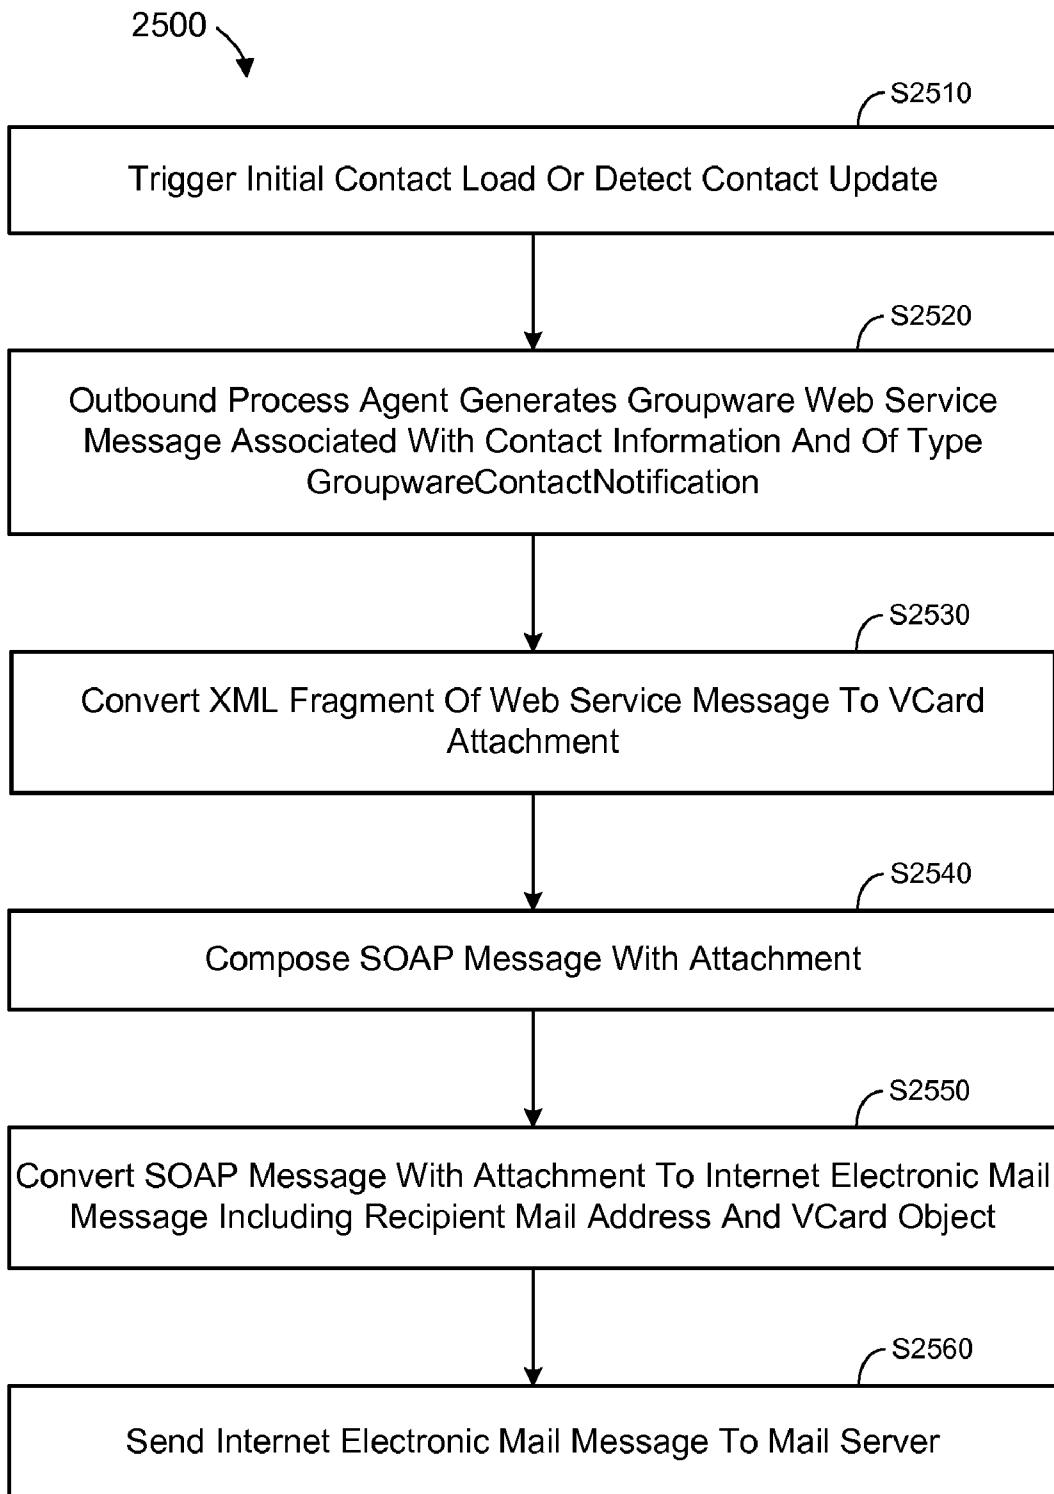 2500
S2510
Trigger Initial Contact Load Or Detect Contact Update
S2520
Outbound Process Agent Generates Groupware Web Service
Message Associated With Contact Information And Of Type
GroupwareContactNotification
S2530
Convert XML Fragment Of Web Service Message To VCard
Attachment
S2540
Compose SOAP Message With Attachment
S2550
Convert SOAP Message With Attachment To Internet Electronic Mail
Message Including Recipient Mail Address And VCard Object
S2560
Send Internet Electronic Mail Message To Mail Server